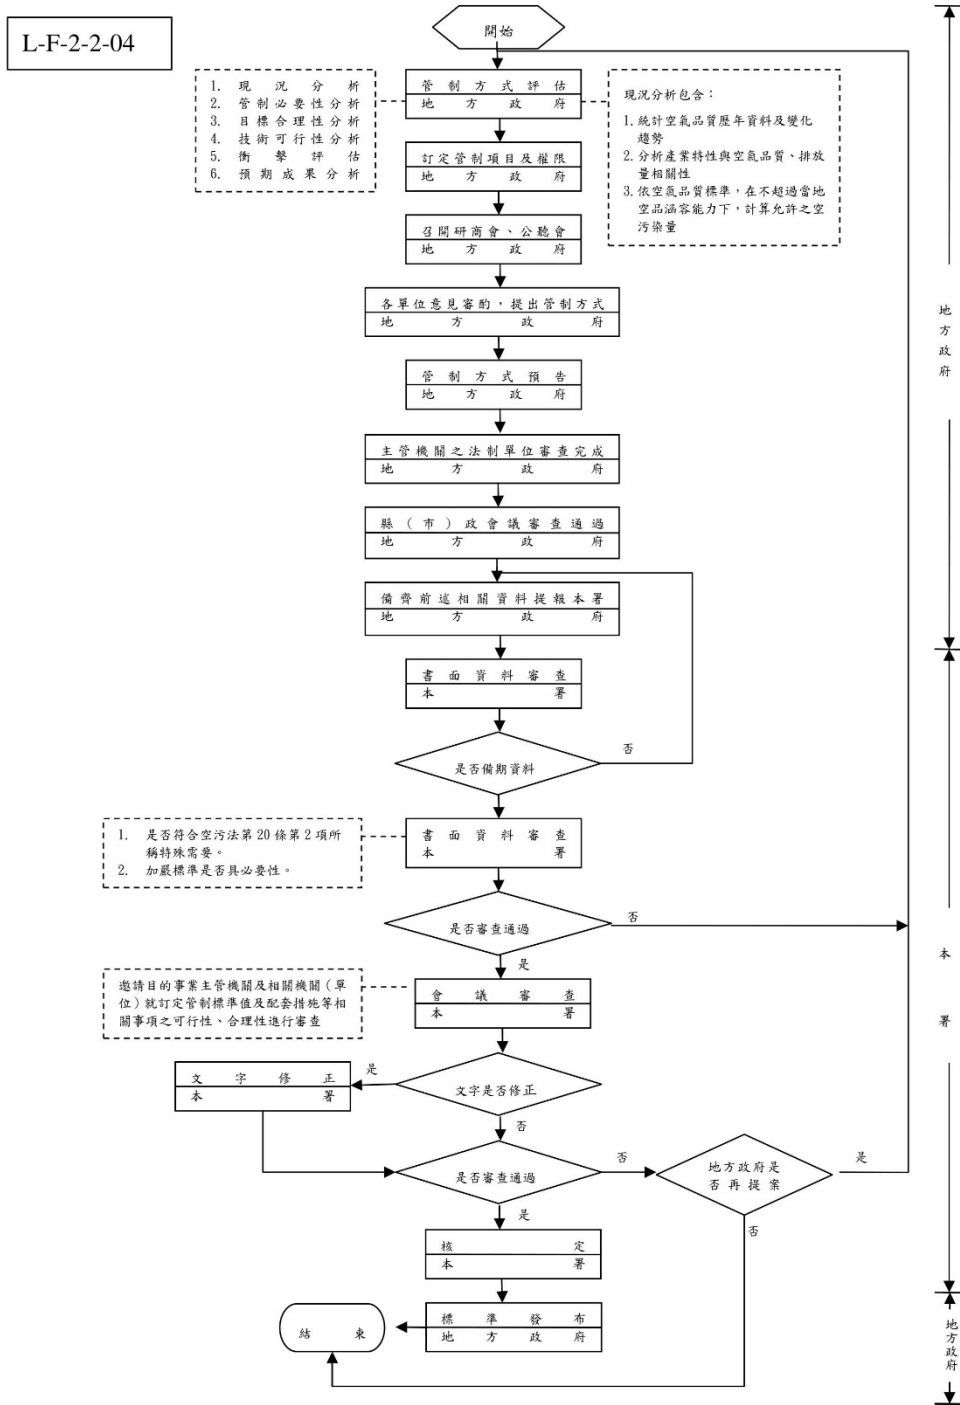 L-F-2-2-04
開始
1. 現況分析
2. 管制必要性分析
3. 目標合理性分析
4. 技術可行性分析
5. 衝擊評估
6. 預期成果分析
管制方式評估
地方政府
現況分析包含：
1.統計空氣品質歷年資料及變化
趨勢
2.分析產業特性與空氣品質、排放
量相關性
3.依空氣品質標準，在不超過當地
空品涵容能力下，計算允許之空
污染量
訂定管制項目及權限
地方政府
召開研商會、公聽會
地方政府
各單位意見審酌，提出管制方式
地方政府
地方政府
管制方式預告
地方政府
主管機關之法制單位審查完成
地方政府
縣（市）政會議審查通過
地方政府
備齊前述相關資料提報本署
地方政府
書面資料審查
本署
否
是否備期資料
1. 是否符合空污法第20條第2項所
稱特殊需要。
2. 加嚴標準是否具必要性。
書面資料審查
本署
是否審查通過
否
本署
是
邀請目的事業主管機關及相關機關（單
位）就訂定管制標準值及配套措施等相
關事項之可行性、合理性進行審查
會議審查
本署
文字修正
本署
是
文字是否修正
否
是否審查通過
否
地方政府是
否再提案
是
是
否
核定
本署
結束
標準發布
地方政府
地方政府